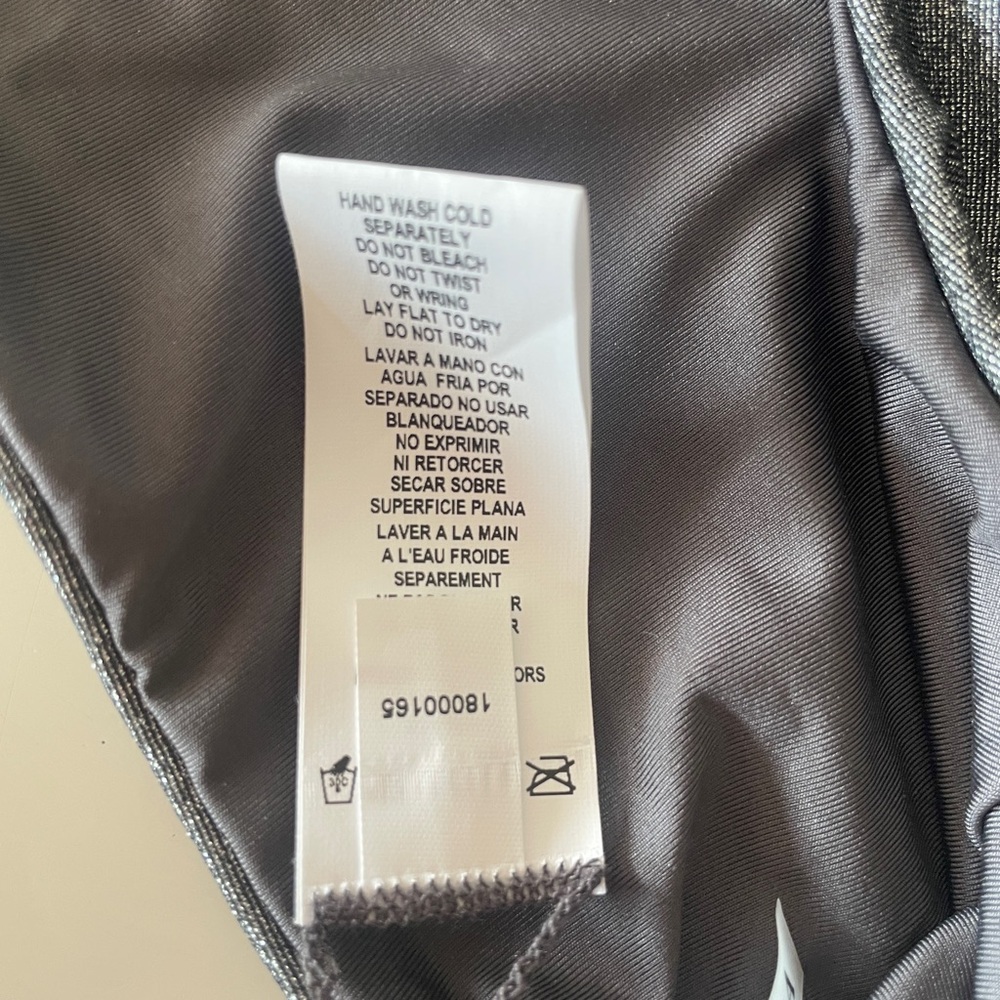 HAND WASH COLD
SEPARATELY
DO NOT BLEACH
DO NOT TWIST
OR WRING
LAY FLAT TO DRY
DO NOT IRON
LAVAR A MANO CON
AGUA FRIA POR
SEPARADO NO USAR
BLANQUEADOR
NO EXPRIMIR
NI RETORCER
SECAR SOBRE
SUPERFICIE PLANA
LAVER A LA MAIN
A L'EAU FROIDE
SEPAREMENT
18000165